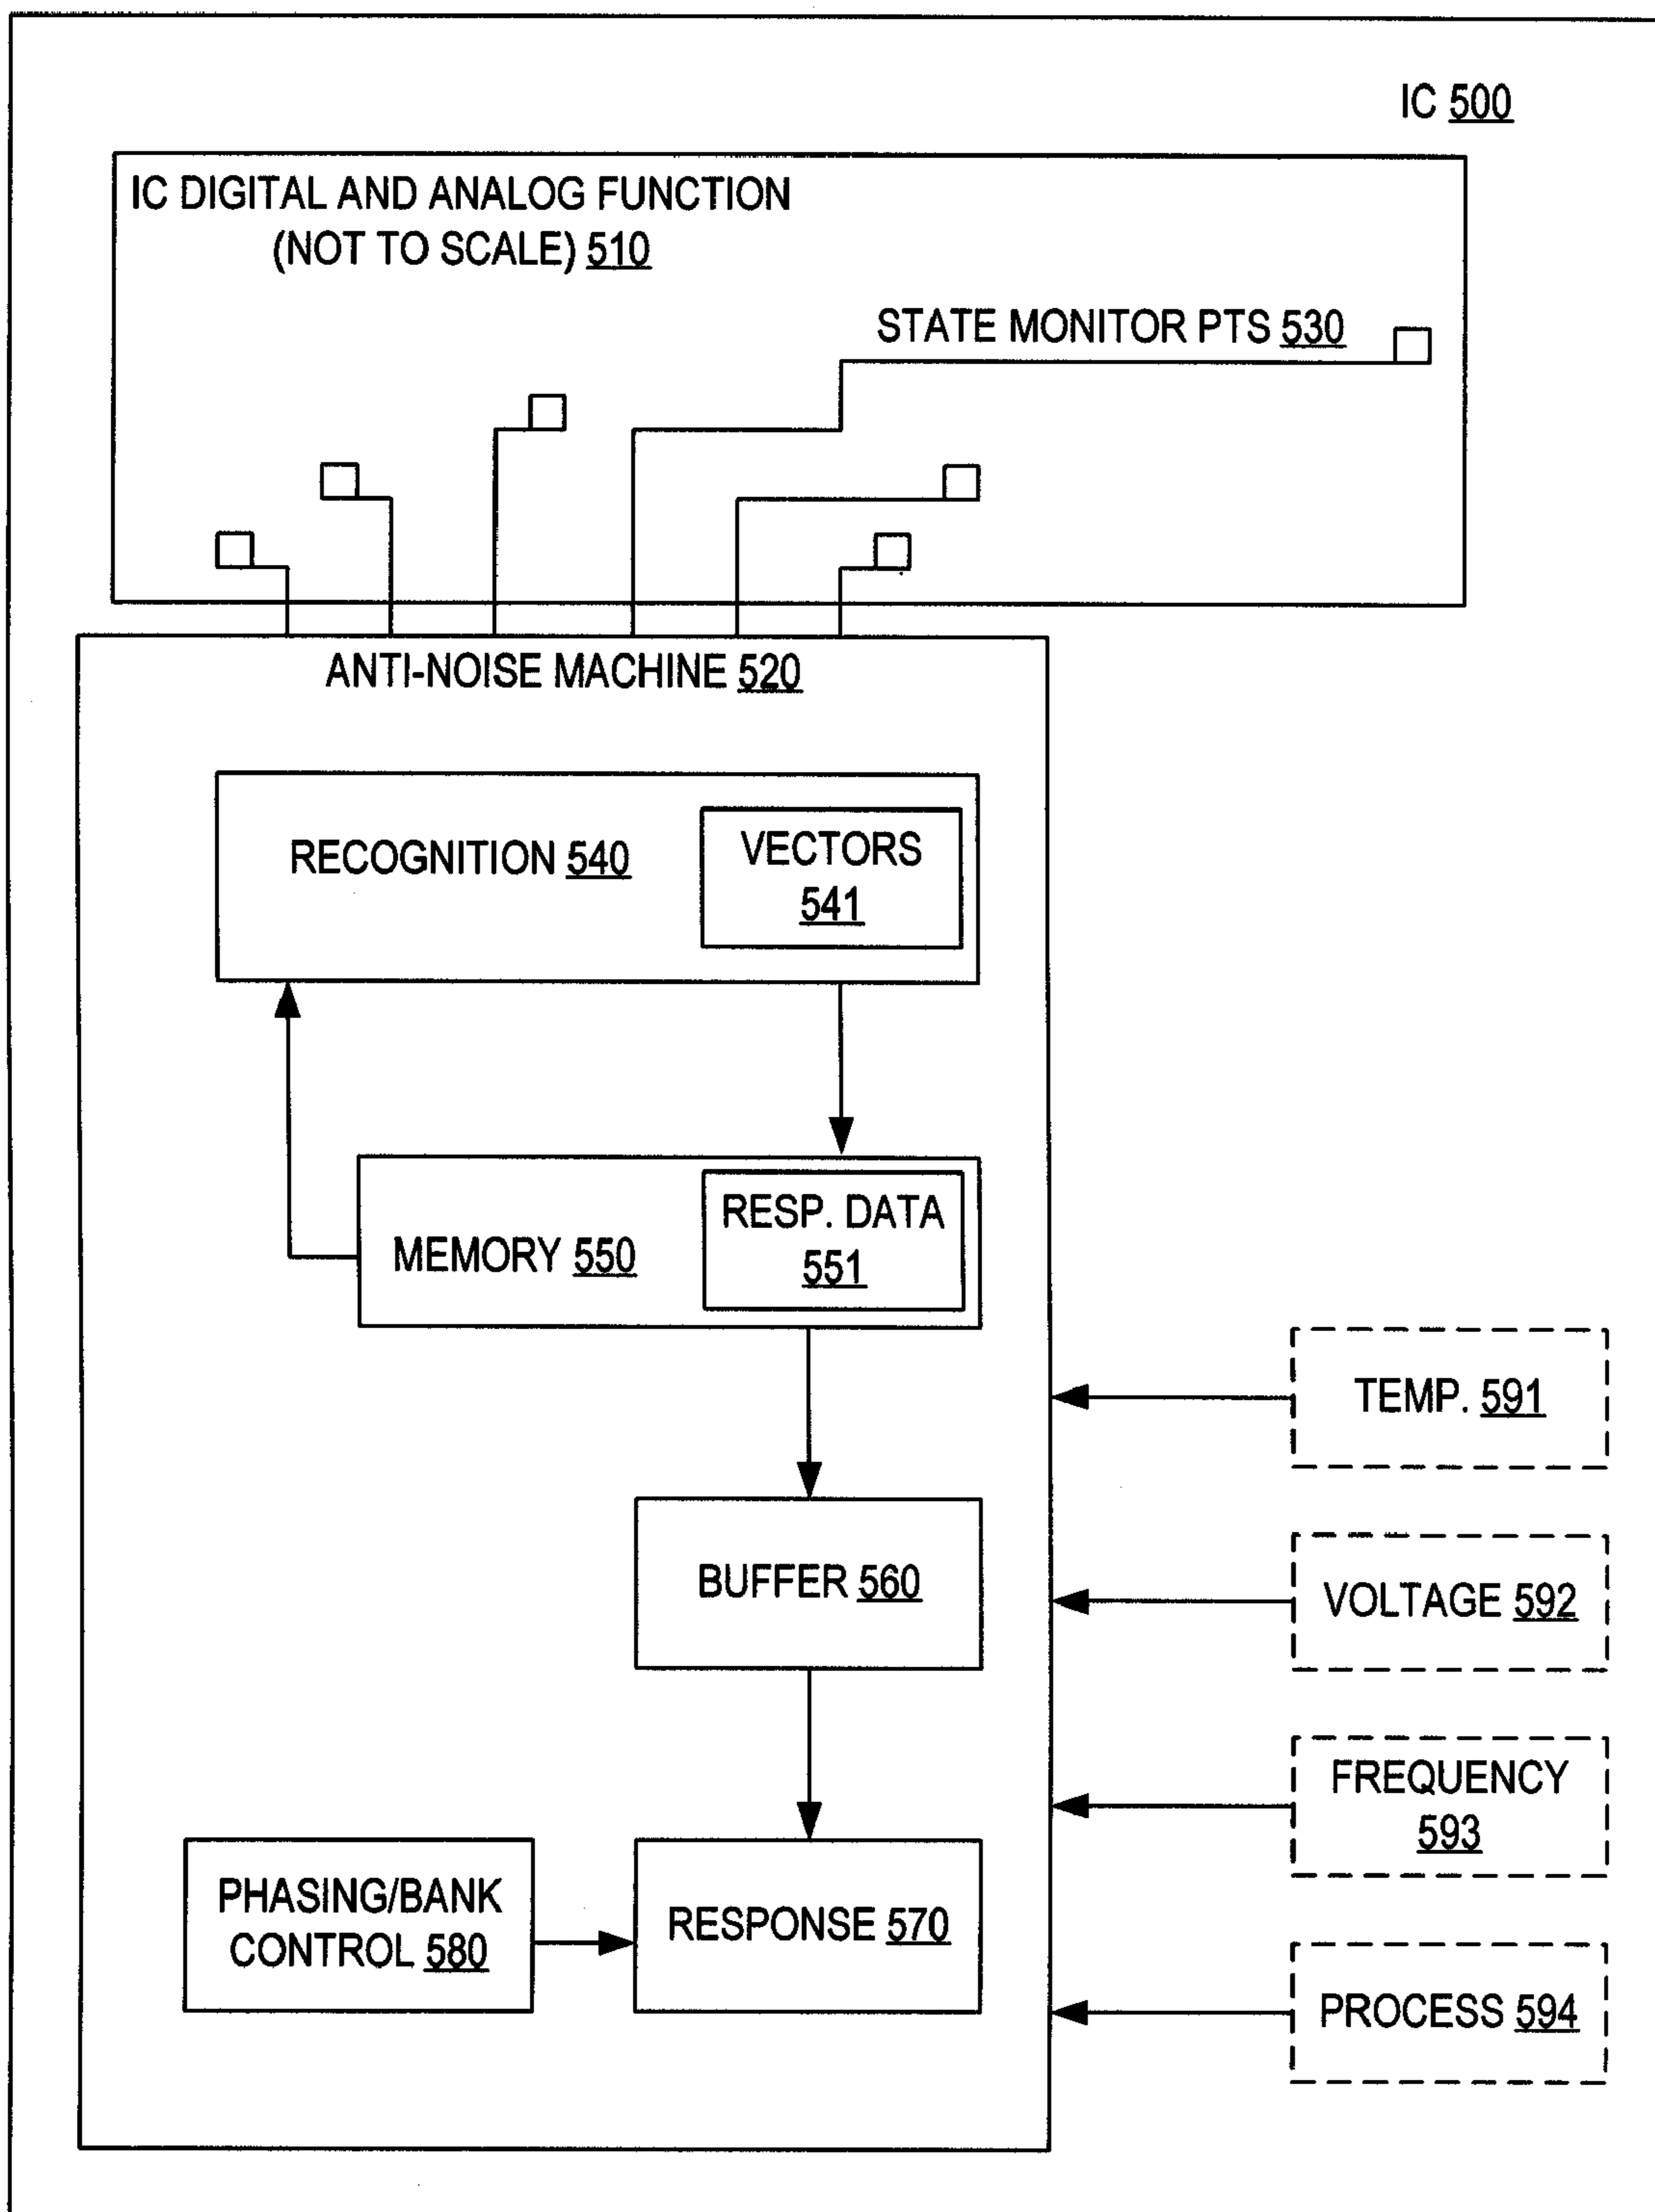 IC 500
IC DIGITAL AND ANALOG FUNCTION
(NOT TO SCALE) 510
STATE MONITOR PTS 530
ANTI-NOISE MACHINE 520
RECOGNITION 540
VECTORS
541
MEMORY 550
RESP. DATA
551
TEMP. 591
BUFFER 560
VOLTAGE 592
FREQUENCY
593
PHASING/BANK
CONTROL 580
RESPONSE 570
PROCESS 594